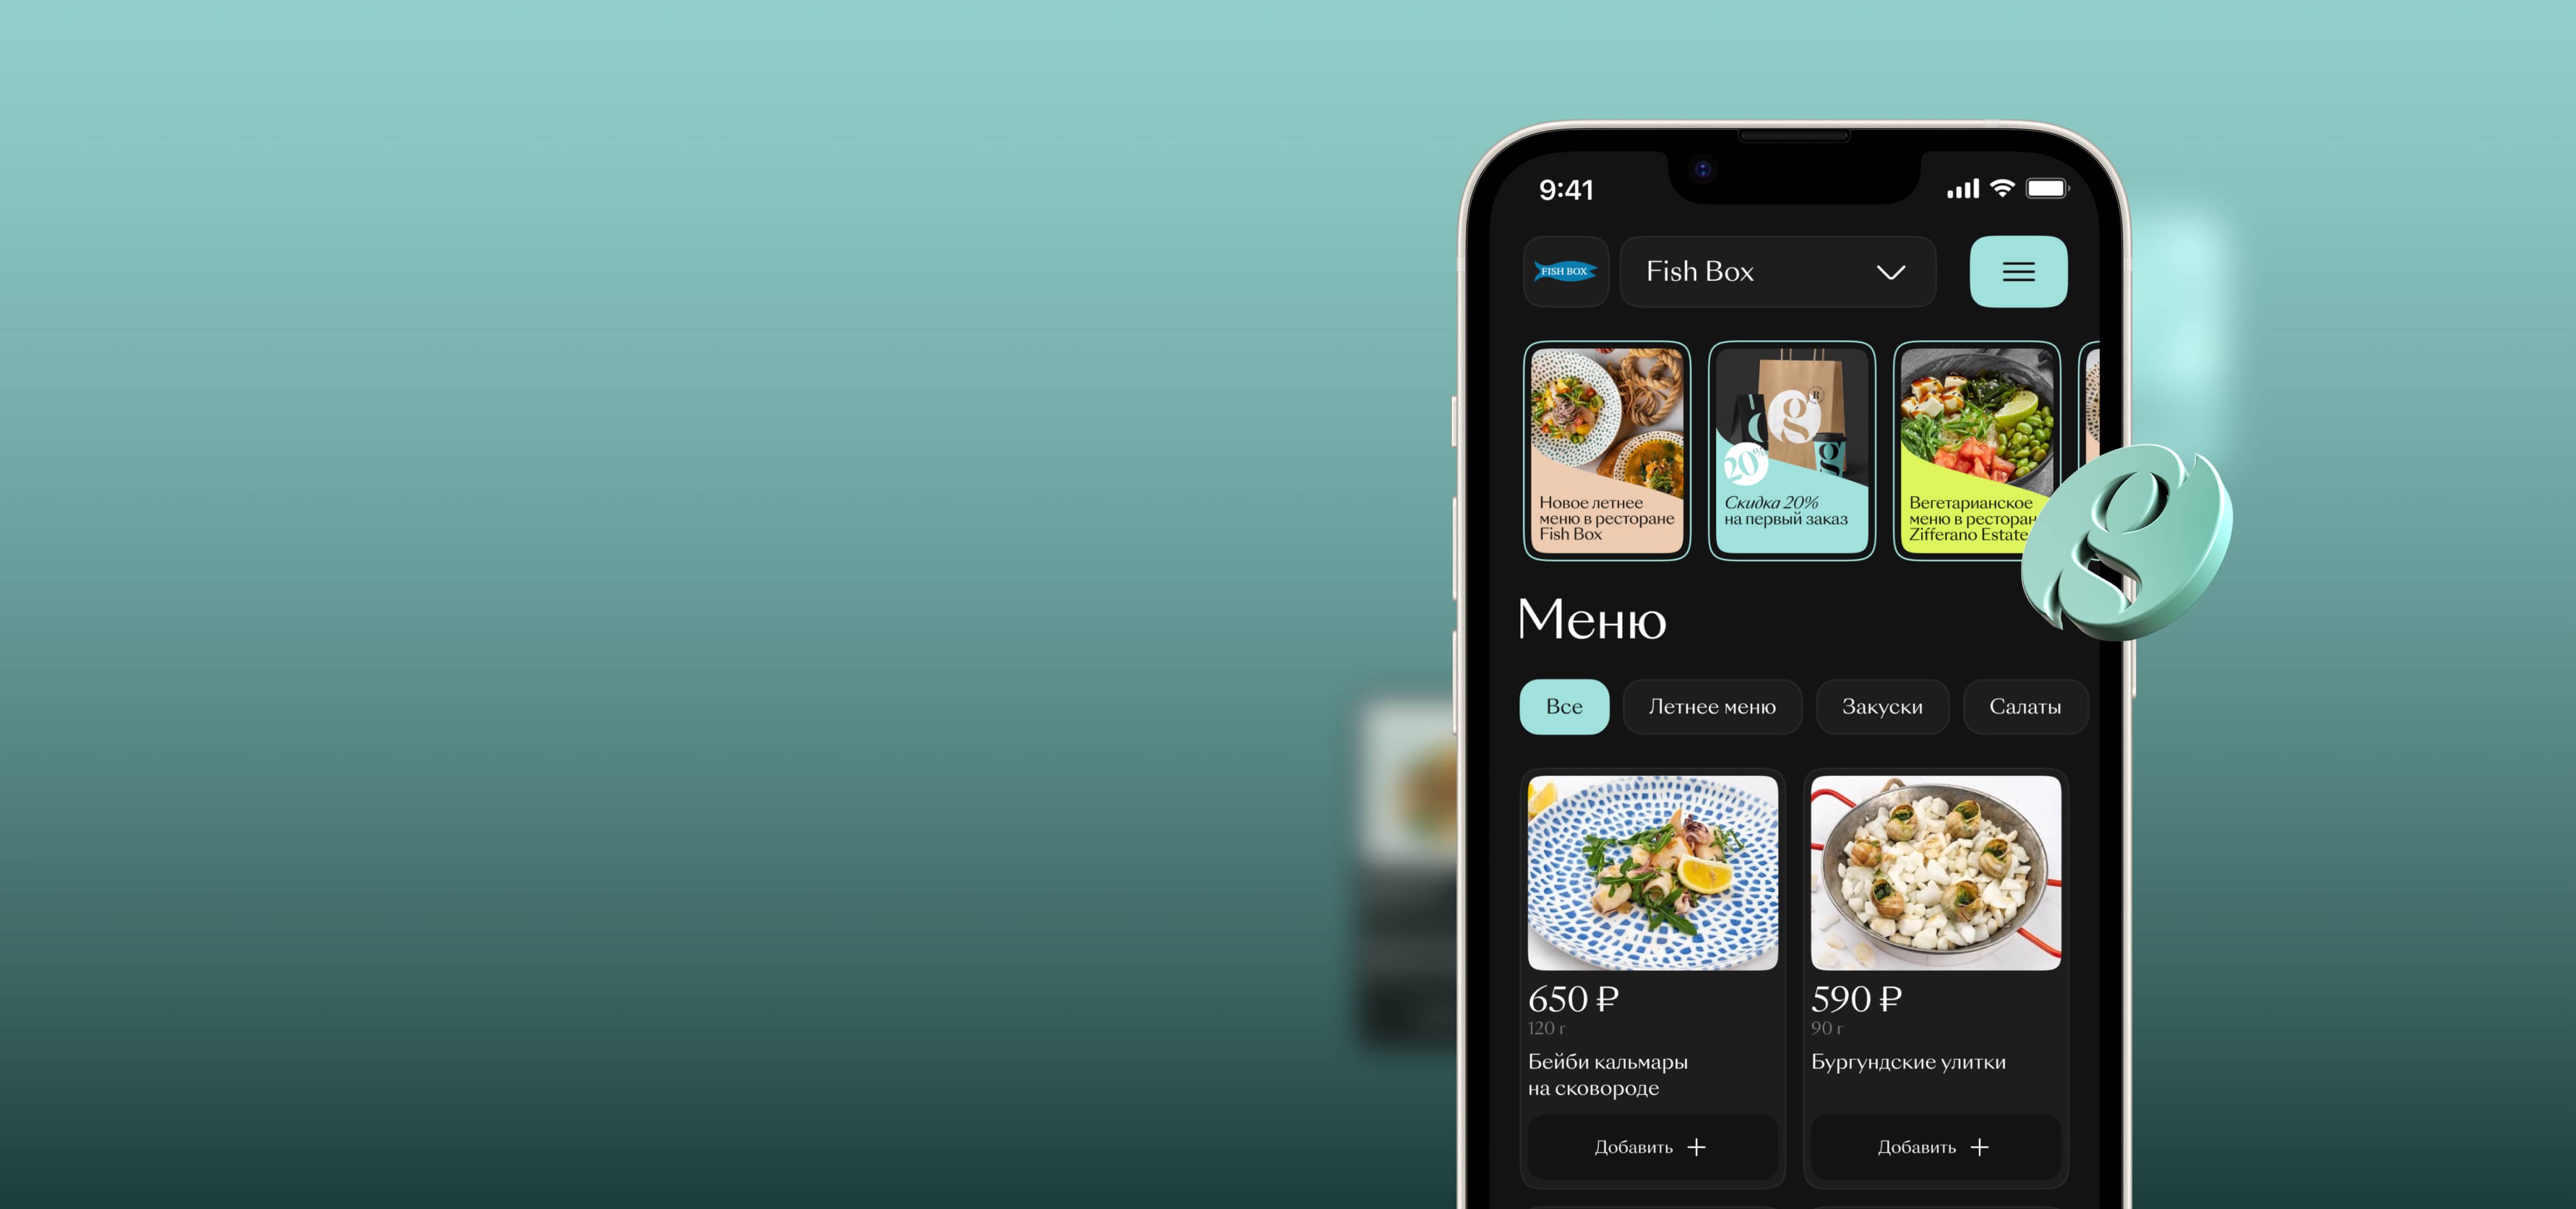 9:41
FISH BOX
Fish Box
20%
Новое летнее
меню в ресторане
Fish Box
Скидка 20%
на первый заказ
Вегетарианское
меню в ресторан
Zifferano Estate
g
Меню
Все
Летнее меню
Закуски
Салаты
650 ₽
120 г
Бейби кальмары
на сковороде
Добавить +
590 ₽
90 г
Бургундские улитки
Добавить +